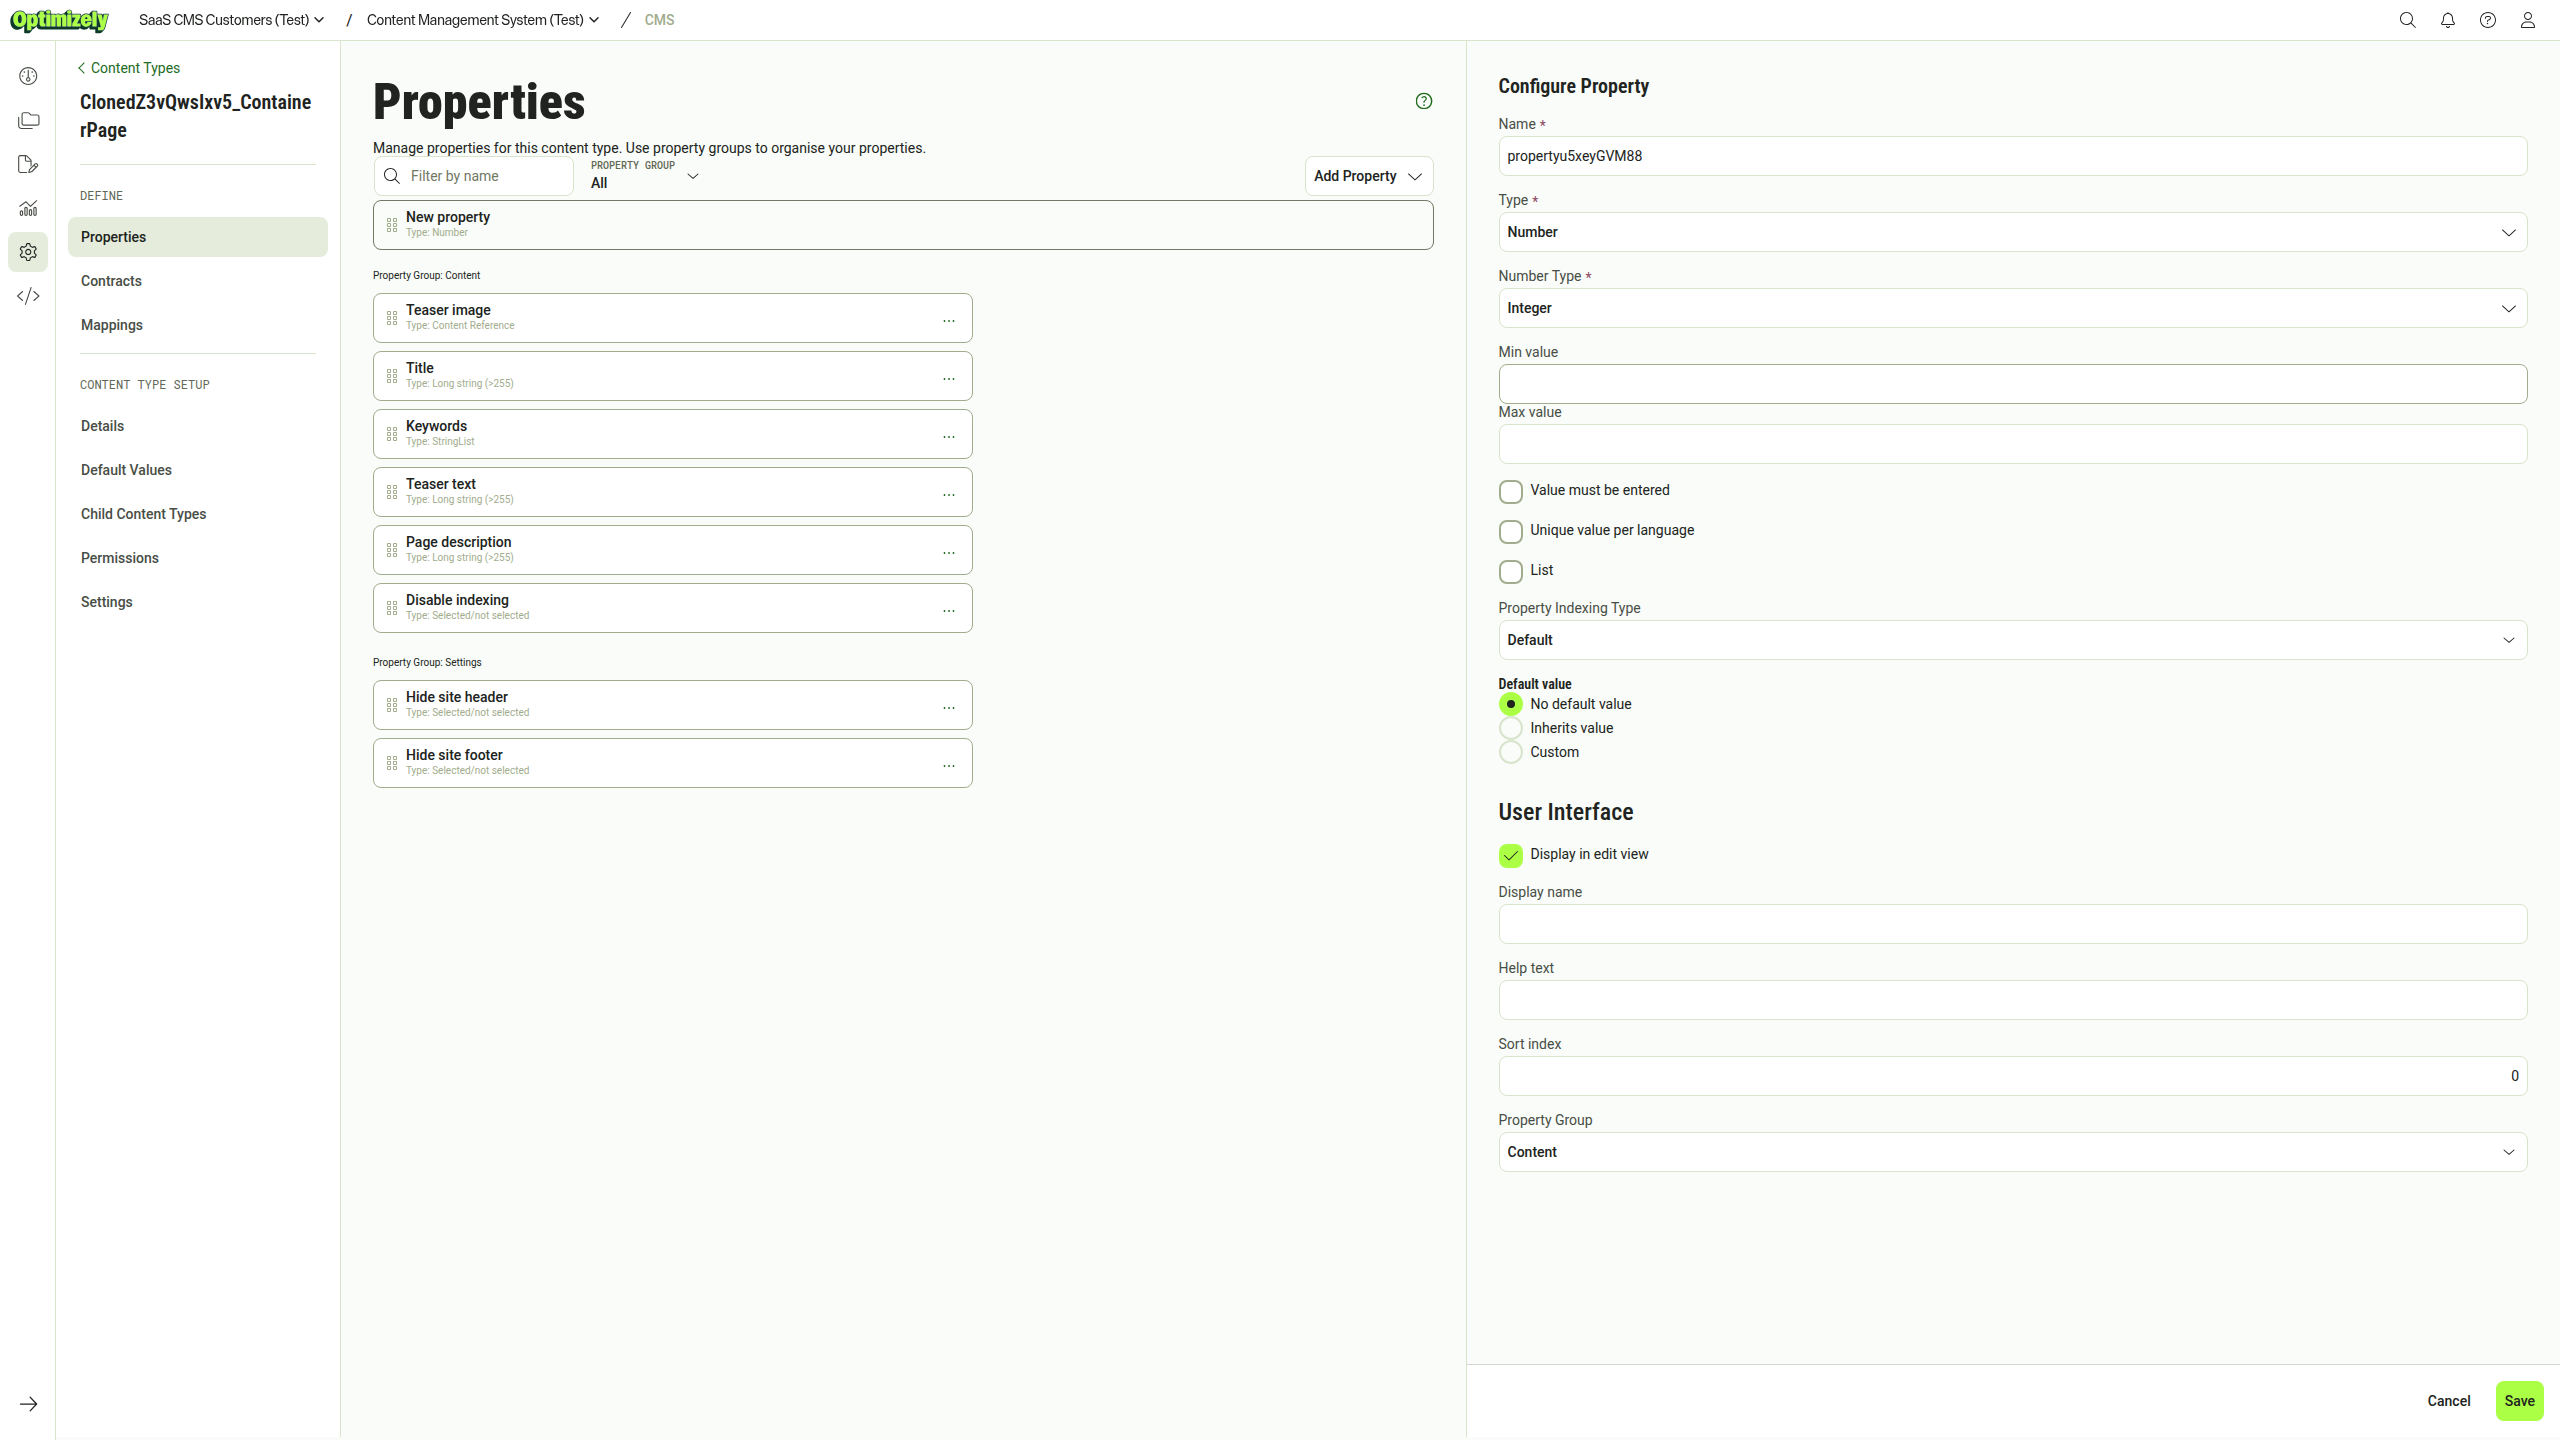 Optimizely
SaaS CMS Customers (Test) / Content Management System (Test) / CMS
Content Types
ClonedZ3vQwsIxv5_Containe
rPage
DEFINE
Properties
Contracts
Mappings
CONTENT TYPE SETUP
Details
Default Values
Child Content Types
Permissions
Settings
Properties
Manage properties for this content type. Use property groups to organise your properties.
Filter by name
PROPERTY GROUP
All
Add Property
New property
Type: Number
Property Group: Content
Teaser image
Type: Content Reference
Title
Type: Long string (>255)
Keywords
Type: StringList
Teaser text
Type: Long string (>255)
Page description
Type: Long string (>255)
Disable indexing
Type: Selected/not selected
Property Group: Settings
Hide site header
Type: Selected/not selected
Hide site footer
Type: Selected/not selected
Configure Property
Name *
propertyu5xeyGVM88
Type *
Number
Number Type *
Integer
Min value
Max value
Value must be entered
Unique value per language
List
Property Indexing Type
Default
Default value
No default value
Inherits value
Custom
User Interface
Display in edit view
Display name
Help text
Sort index
0
Property Group
Content
Cancel
Save